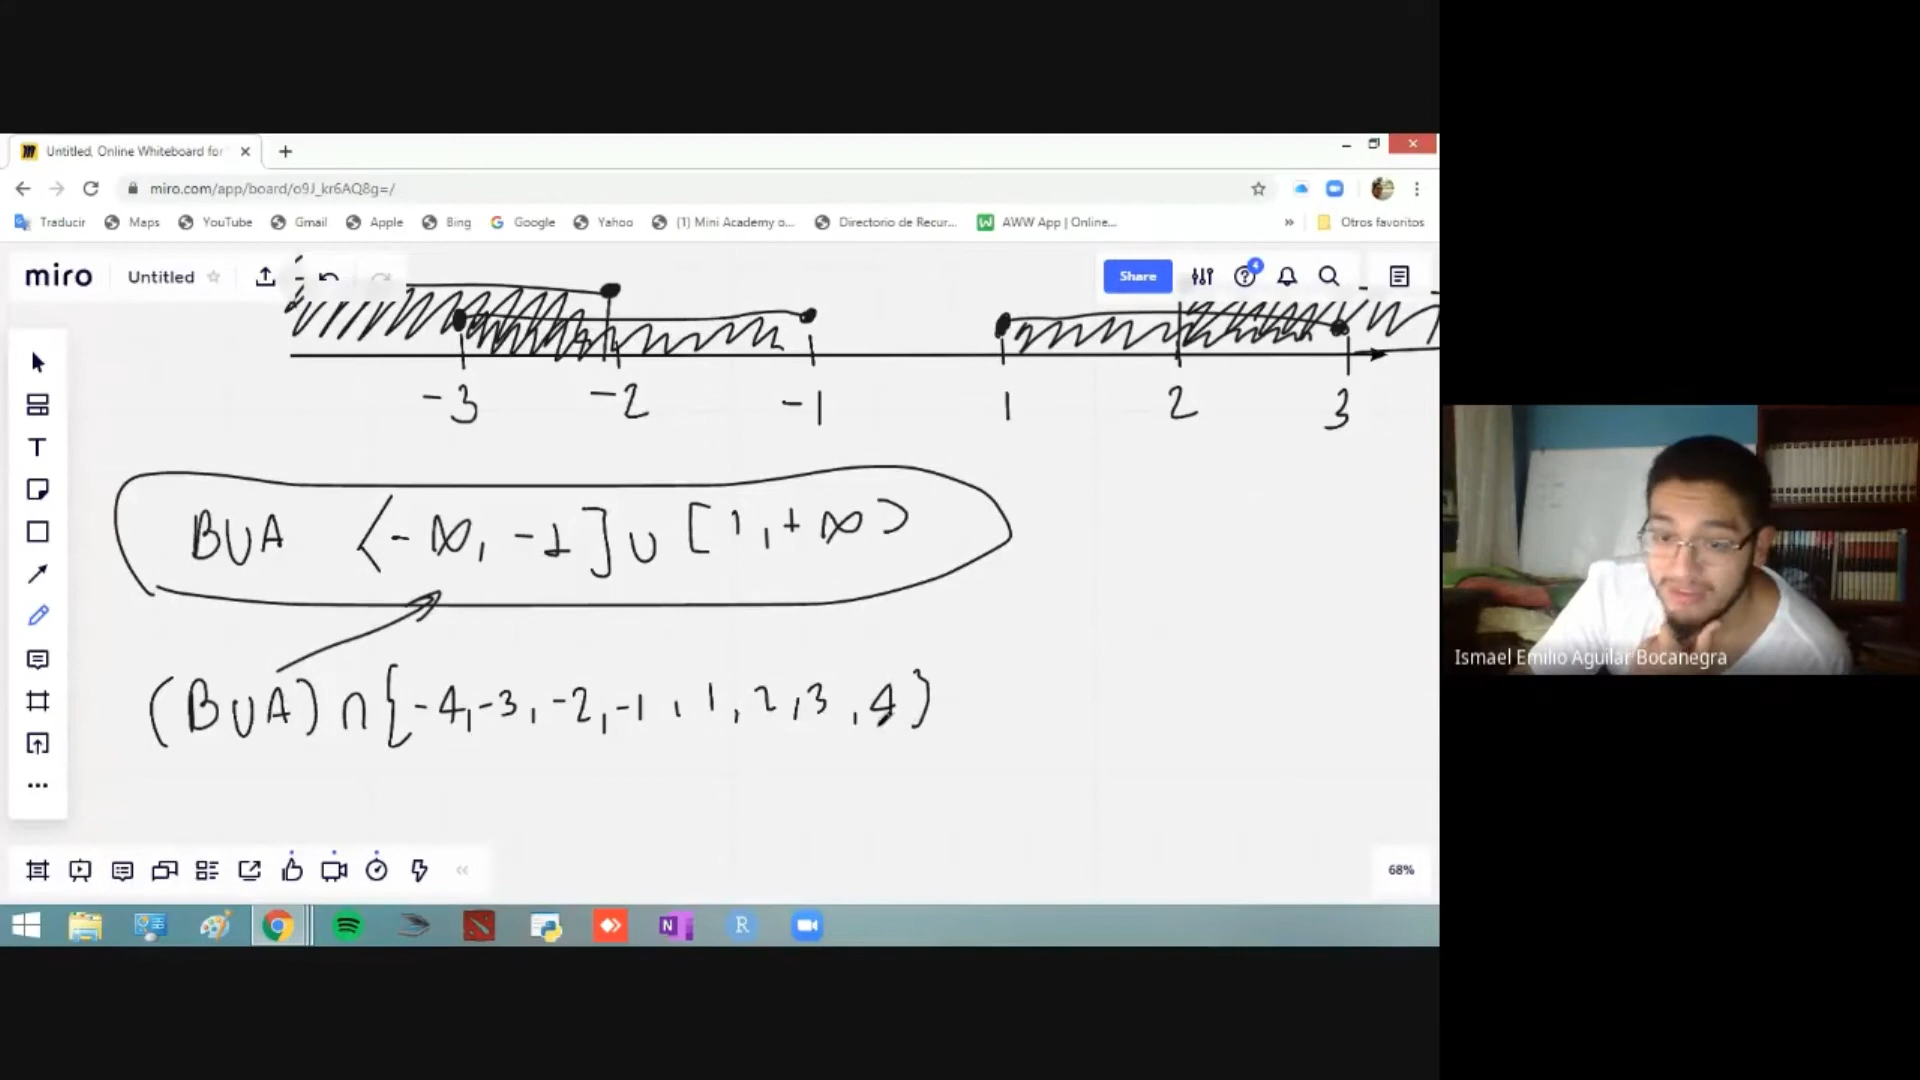 Untitled, Online Whiteboard for
miro.com/app/board/o9J_kr6AQ8g=/
Traducir Maps YouTube Gmail Apple Bing Google Yahoo (1) Mini Academy o... Directorio de Recur... AWW App | Online... » Otros favoritos
miro Untitled Share 4
-3 -2 -1 1 2 3
B∪A ⟨-∞, -1] ∪ [1, +∞⟩
(B∪A) ∩ {-4, -3, -2, -1, 1, 2, 3, 4}
Ismael Emilio Aguilar Bocanegra
68%